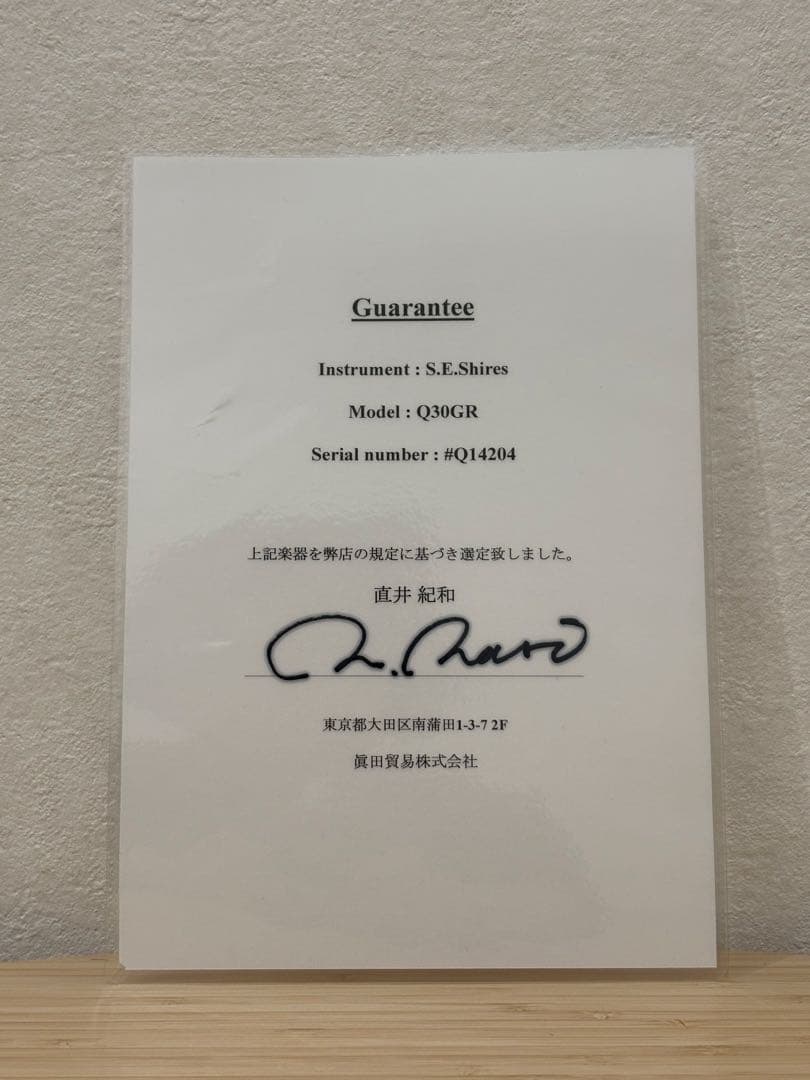 Guarantee
Instrument : S.E.Shires
Model : Q30GR
Serial number : #Q14204
上記楽器を弊店の規定に基づき選定致しました。
直井 紀和
東京都大田区南蒲田1-3-7 2F
眞田貿易株式会社